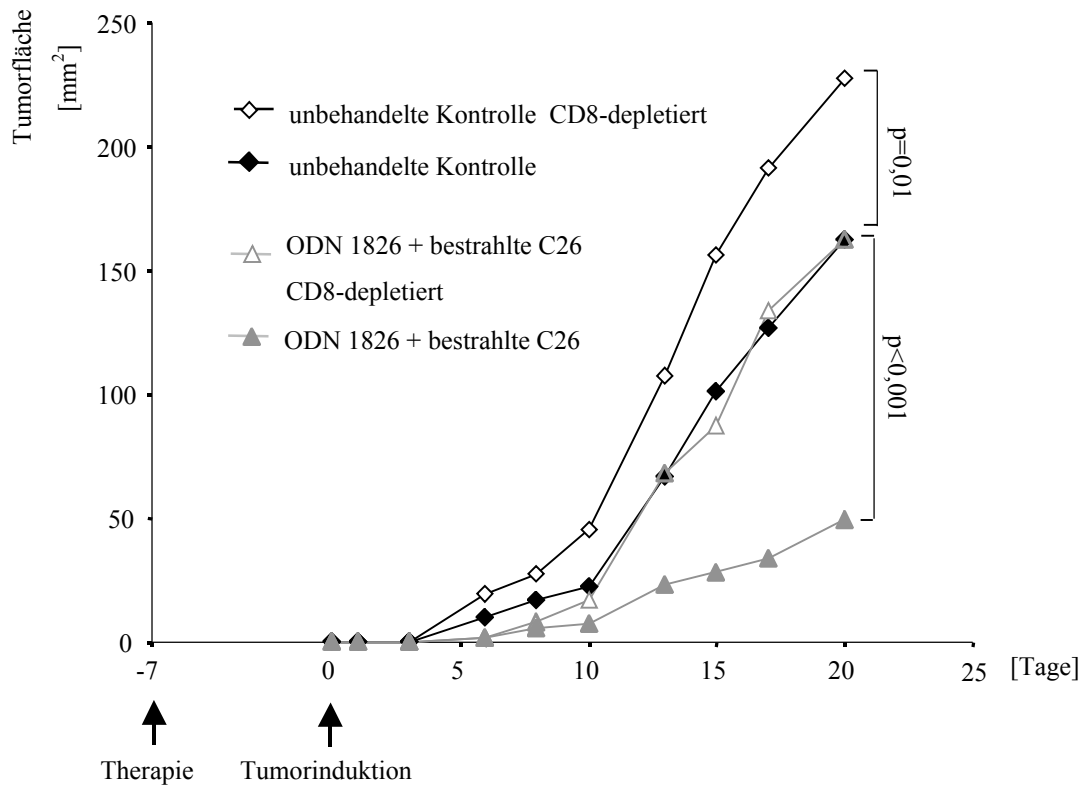 Tumorfläche
[mm²]
250
200
150
100
50
0
unbehandelte Kontrolle CD8-depletiert
unbehandelte Kontrolle
ODN 1826 + bestrahlte C26
CD8-depletiert
ODN 1826 + bestrahlte C26
p=0,01
p<0,001
-7 0 5 10 15 20 25 [Tage]
Therapie Tumorinduktion